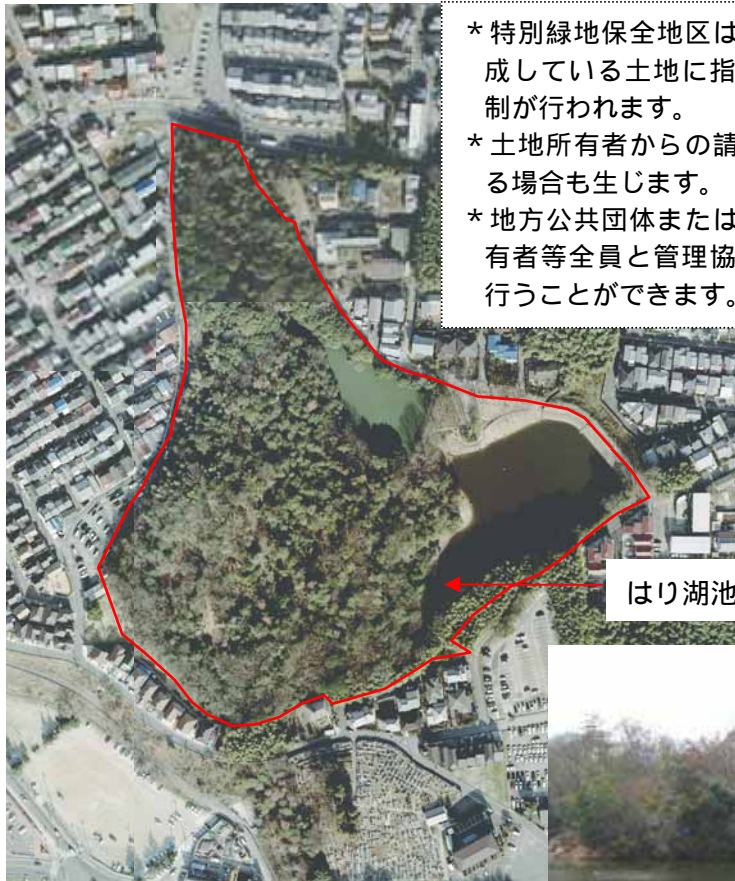 *特別緑地保全地区は
成している土地に指
制が行われます。
*土地所有者からの請
る場合も生じます。
*地方公共団体または
有者等全員と管理協
行うことができます。
はり湖池